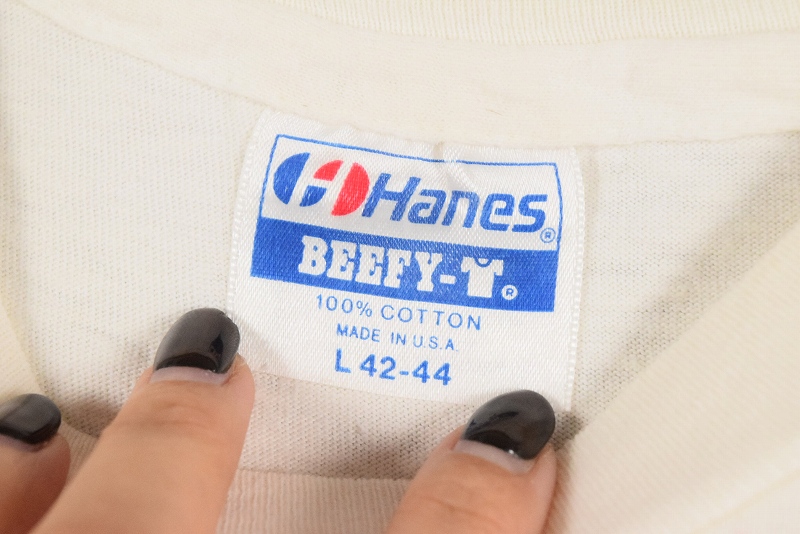 Hanes®
BEEFY-T®
100% COTTON
MADE IN U.S.A.
L 42-44